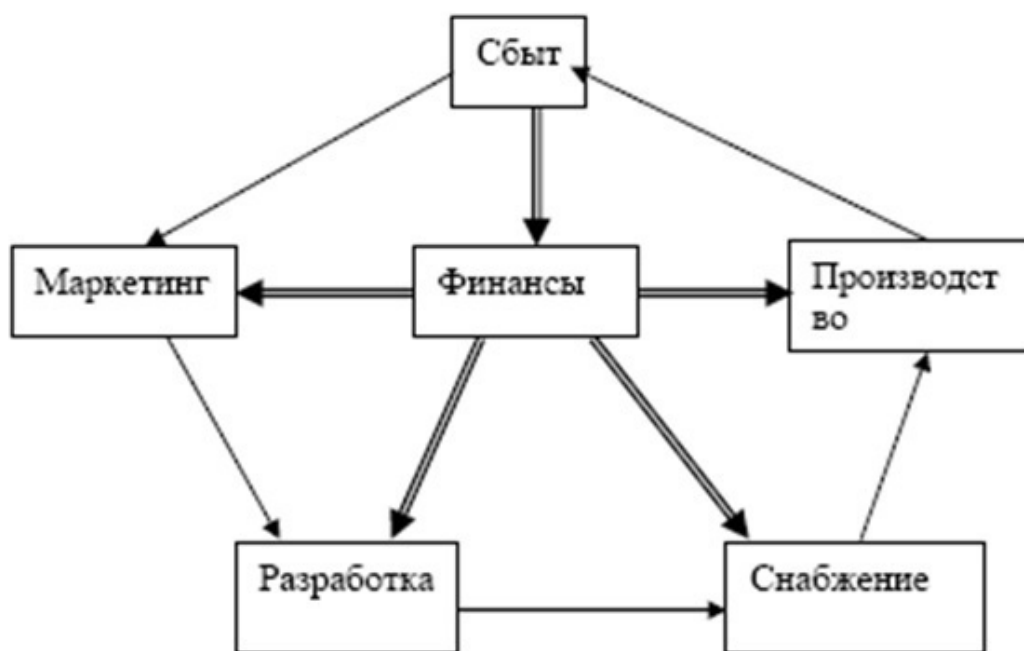 Сбыт
Маркетинг
Финансы
Производст
во
Разработка
Снабжение